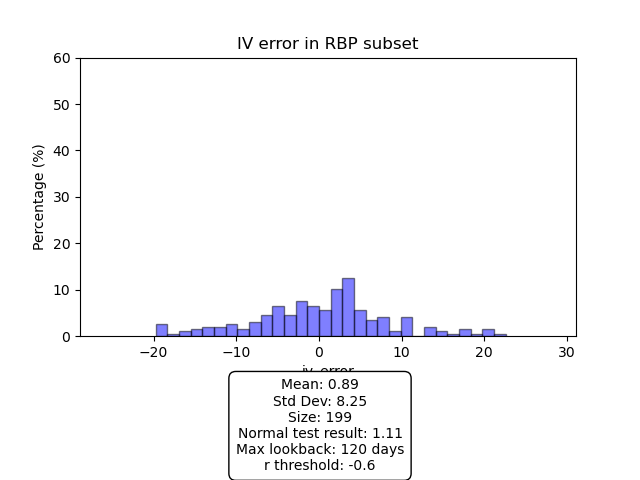 IV error in RBP subset
60
50
40
30
20
10
0
Percentage (%)
−20
−10
0
10
20
30
iv_error
Mean: 0.89
Std Dev: 8.25
Size: 199
Normal test result: 1.11
Max lookback: 120 days
r threshold: -0.6